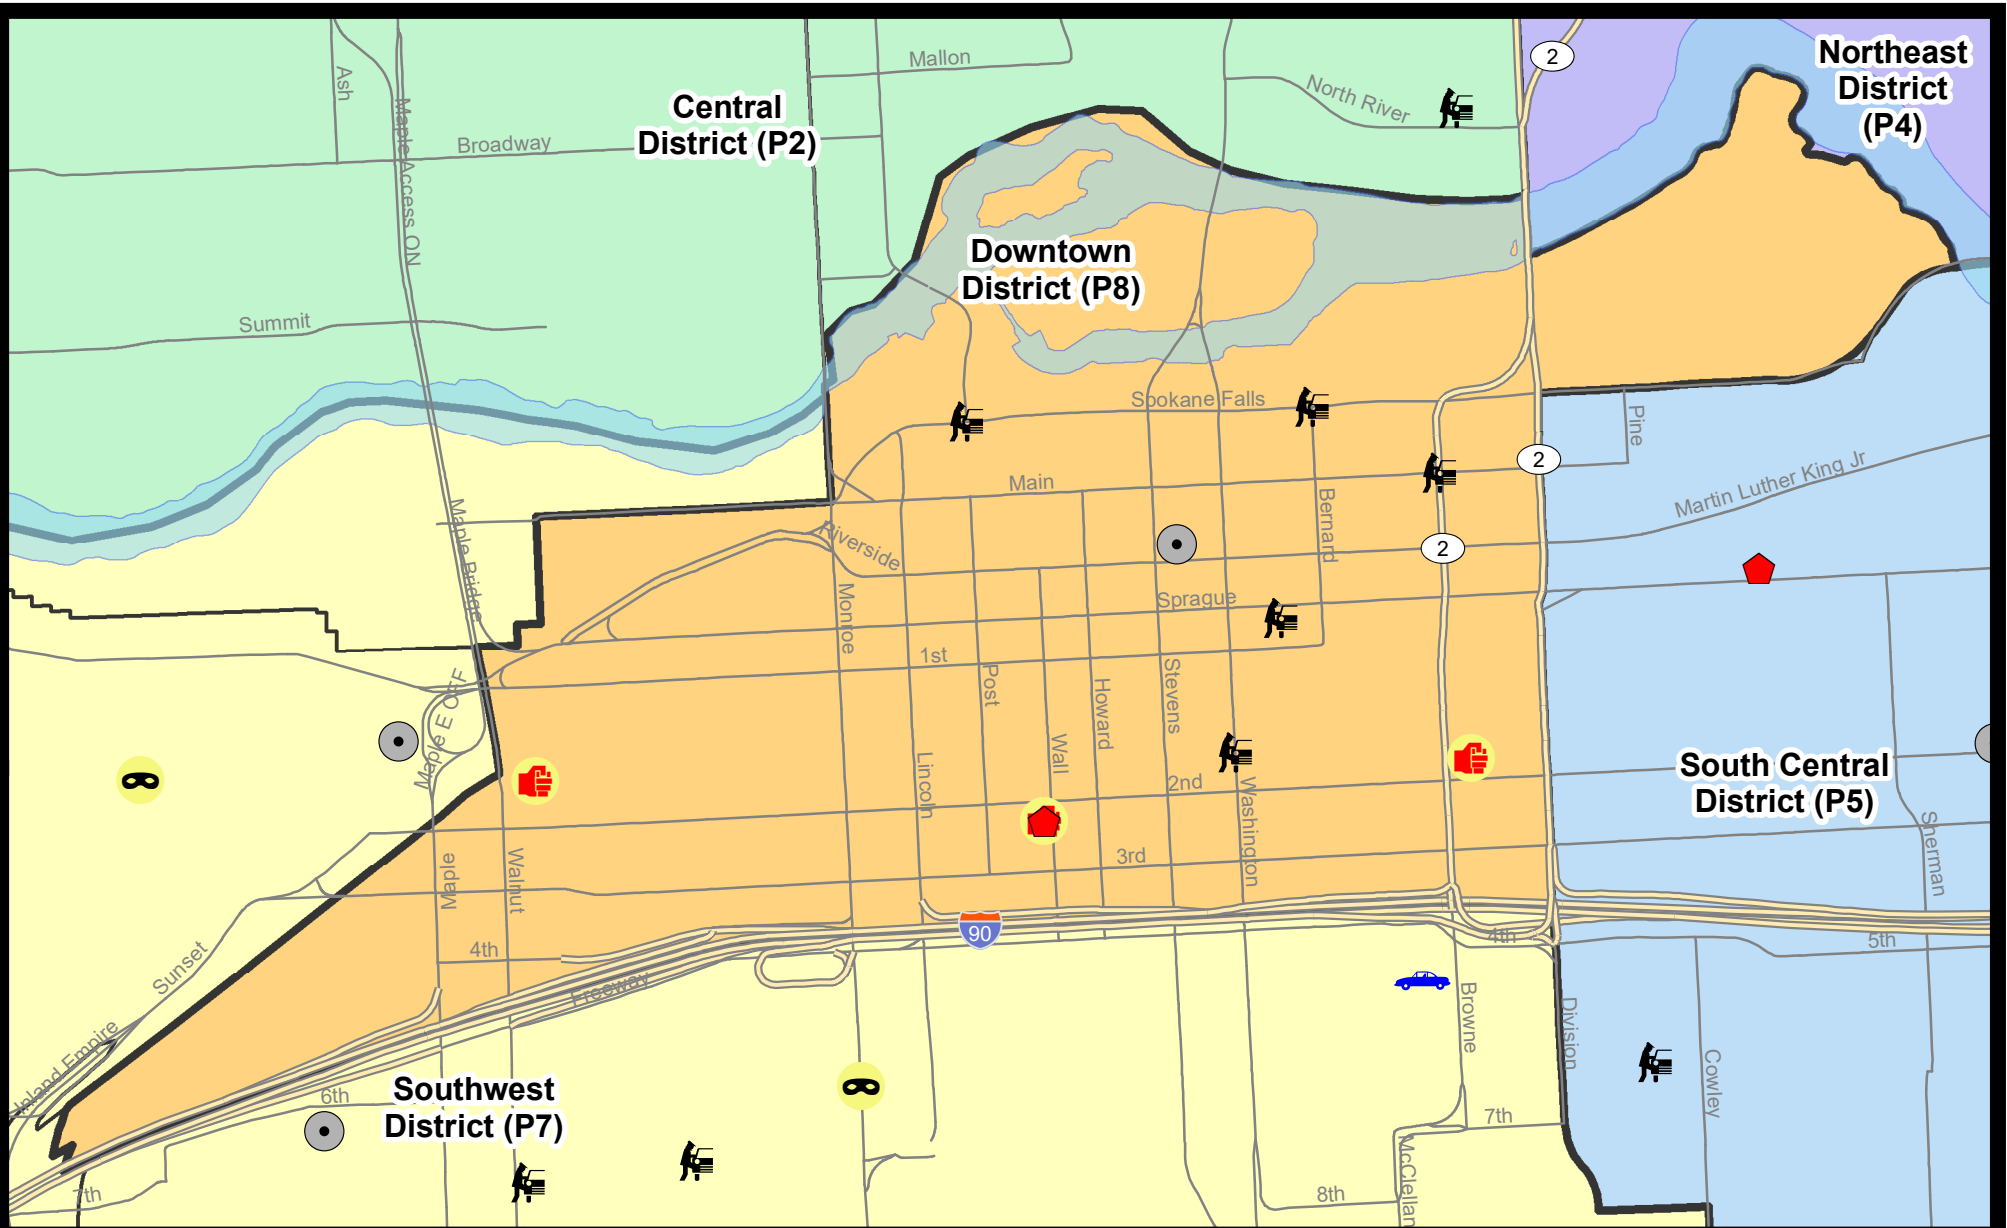 2
Northeast
District
(P4)
Mallon
Ash
North River
Central
District (P2)
Maple Access ON
Broadway
Downtown
District (P8)
Summit
Spokane Falls
Pine
2
Main
Martin Luther King Jr
Bernard
Maple Bridge
Riverside
2
Monroe
Sprague
1st
Post
Stevens
Howard
Maple E OFF
Wall
Lincoln
2nd
Washington
South Central
District (P5)
Sherman
3rd
Maple
Walnut
90
4th
4th
5th
Sunset
Freeway
Browne
Division
Inland Empire
6th
Southwest
District (P7)
Cowley
7th
McClellan
7th
8th